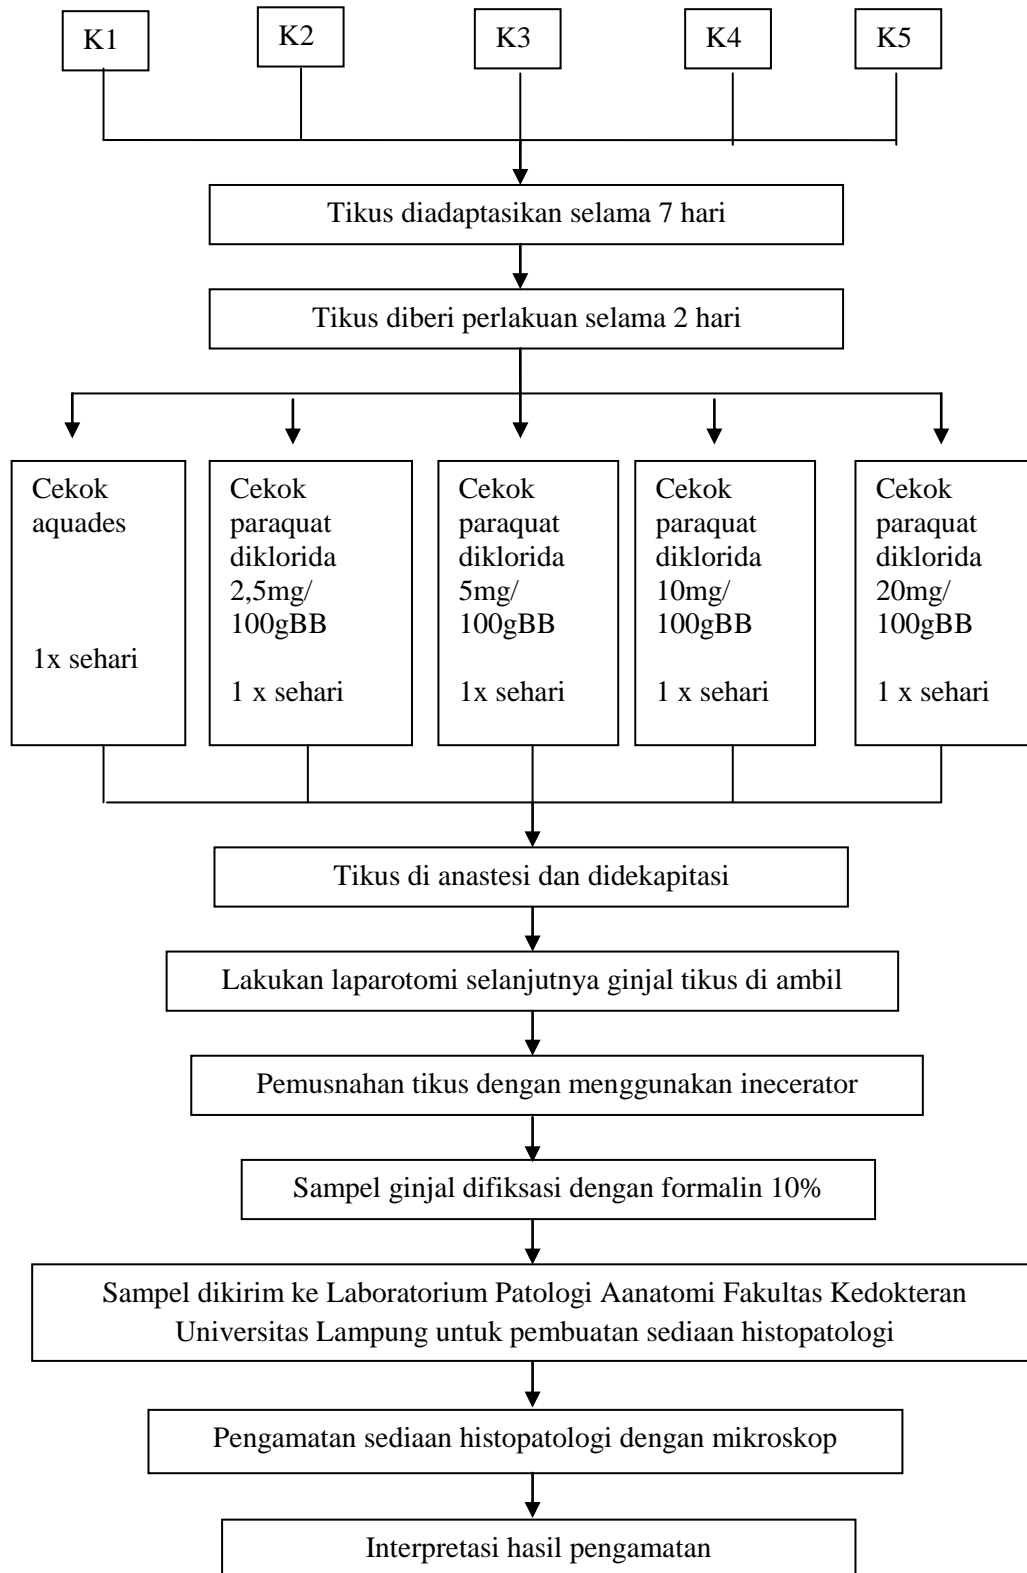 K1
K2
K3
K4
K5
Tikus diadaptasikan selama 7 hari
Tikus diberi perlakuan selama 2 hari
Cekok
aquades
1x sehari
Cekok
paraquat
diklorida
2,5mg/
100gBB
1 x sehari
Cekok
paraquat
diklorida
5mg/
100gBB
1x sehari
Cekok
paraquat
diklorida
10mg/
100gBB
1 x sehari
Cekok
paraquat
diklorida
20mg/
100gBB
1 x sehari
Tikus di anastesi dan didekapitasi
Lakukan laparotomi selanjutnya ginjal tikus di ambil
Pemusnahan tikus dengan menggunakan inecerator
Sampel ginjal difiksasi dengan formalin 10%
Sampel dikirim ke Laboratorium Patologi Aanatomi Fakultas Kedokteran
Universitas Lampung untuk pembuatan sediaan histopatologi
Pengamatan sediaan histopatologi dengan mikroskop
Interpretasi hasil pengamatan